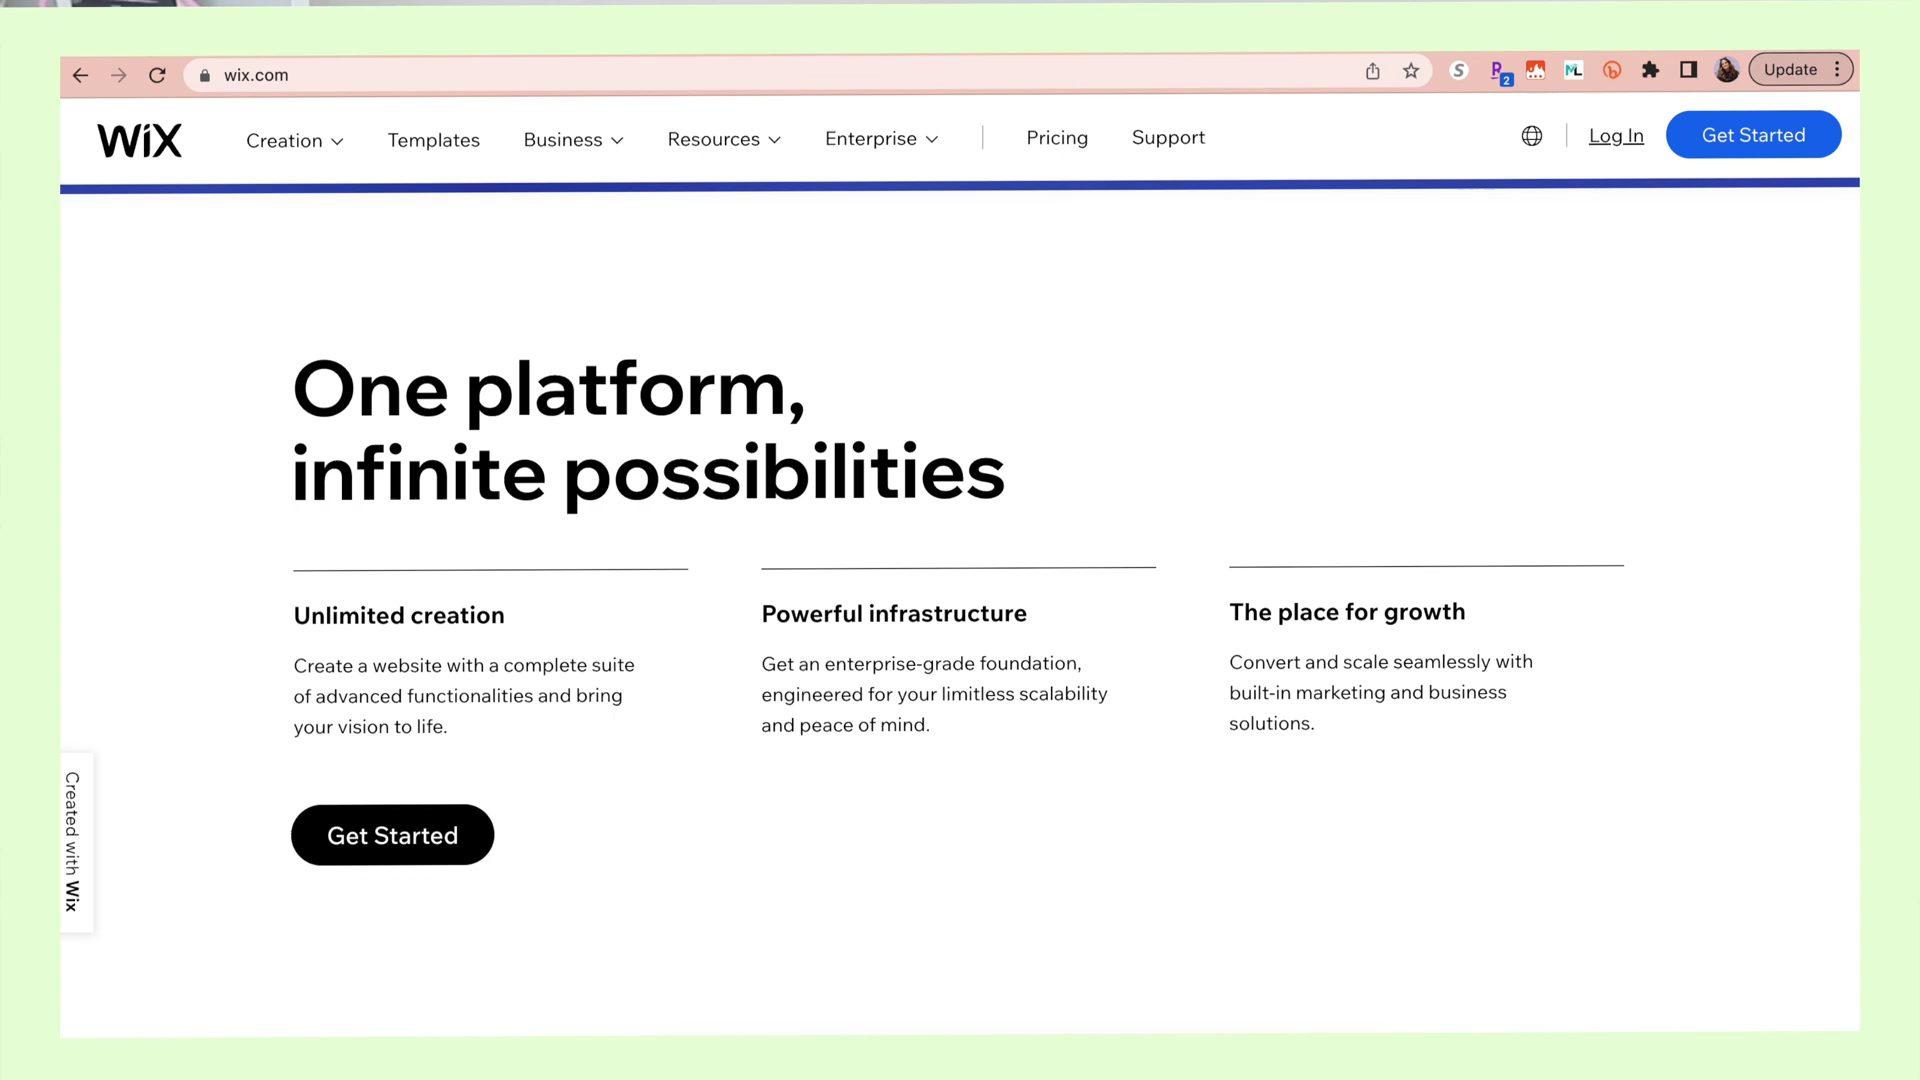 wix.com
2
ML
Update
WiX
Creation
Templates
Business
Resources
Enterprise
Pricing
Support
Log In
Get Started
One platform,
infinite possibilities
Unlimited creation
Create a website with a complete suite
of advanced functionalities and bring
your vision to life.
Powerful infrastructure
Get an enterprise-grade foundation,
engineered for your limitless scalability
and peace of mind.
The place for growth
Convert and scale seamlessly with
built-in marketing and business
solutions.
Get Started
Created with Wix